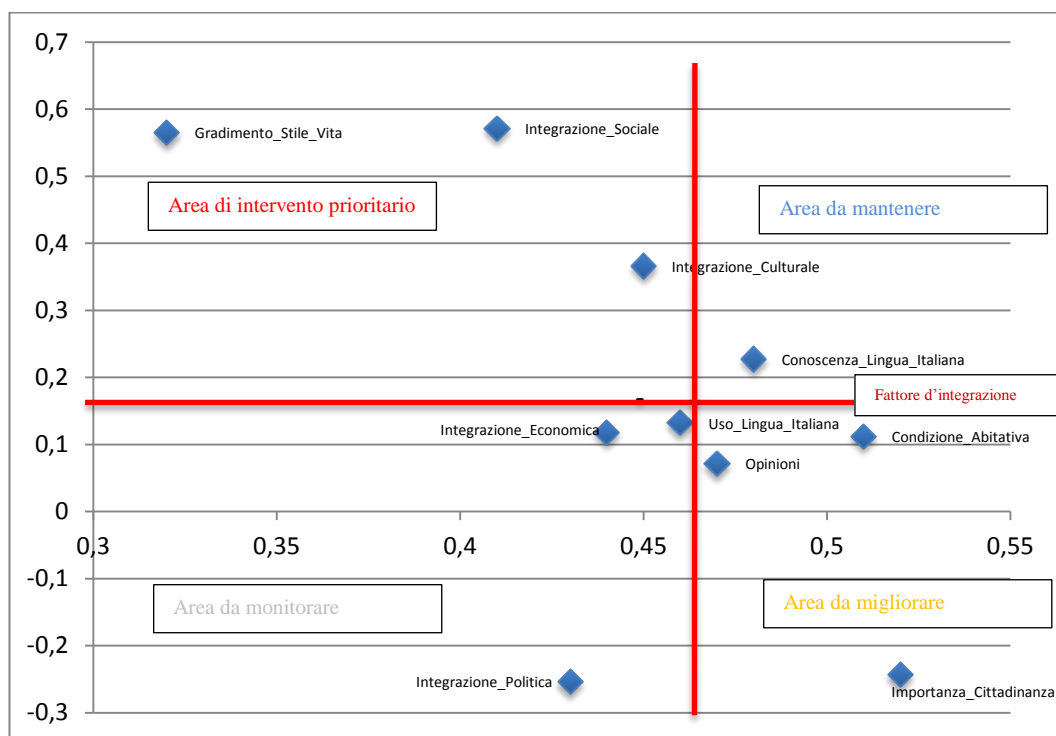 0,7
0,6
Gradimento_Stile_Vita
Integrazione_Sociale
0,5
Area di intervento prioritario
Area da mantenere
0,4
Integrazione_Culturale
0,3
Conoscenza_Lingua_Italiana
0,2
Fattore d’integrazione
Integrazione_Economica
Uso_Lingua_Italiana
Condizione_Abitativa
0,1
Opinioni
0
0,3 0,35 0,4 0,45 0,5 0,55
-0,1
Area da monitorare
Area da migliorare
-0,2
Integrazione_Politica
Importanza_Cittadinanza
-0,3